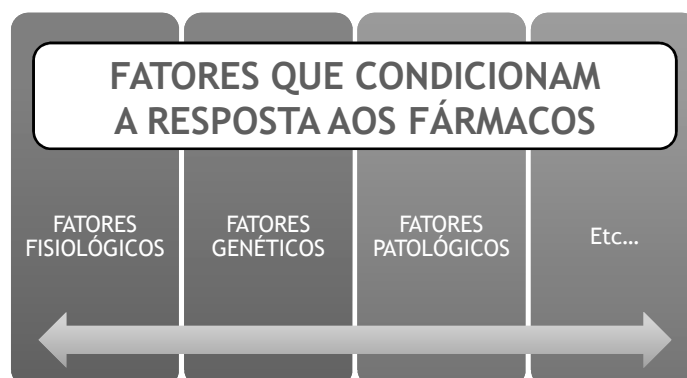 FATORES QUE CONDICIONAM
A RESPOSTA AOS FÁRMACOS
FATORES
FISIOLÓGICOS
FATORES
GENÉTICOS
FATORES
PATOLÓGICOS
Etc...